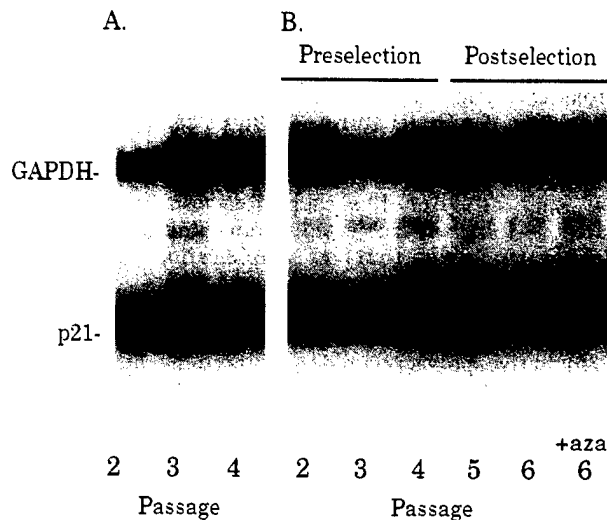 A.
B.
Preselection Postselection
GAPDH-
p21-
+aza
2 3 4 2 3 4 5 6 6
Passage Passage